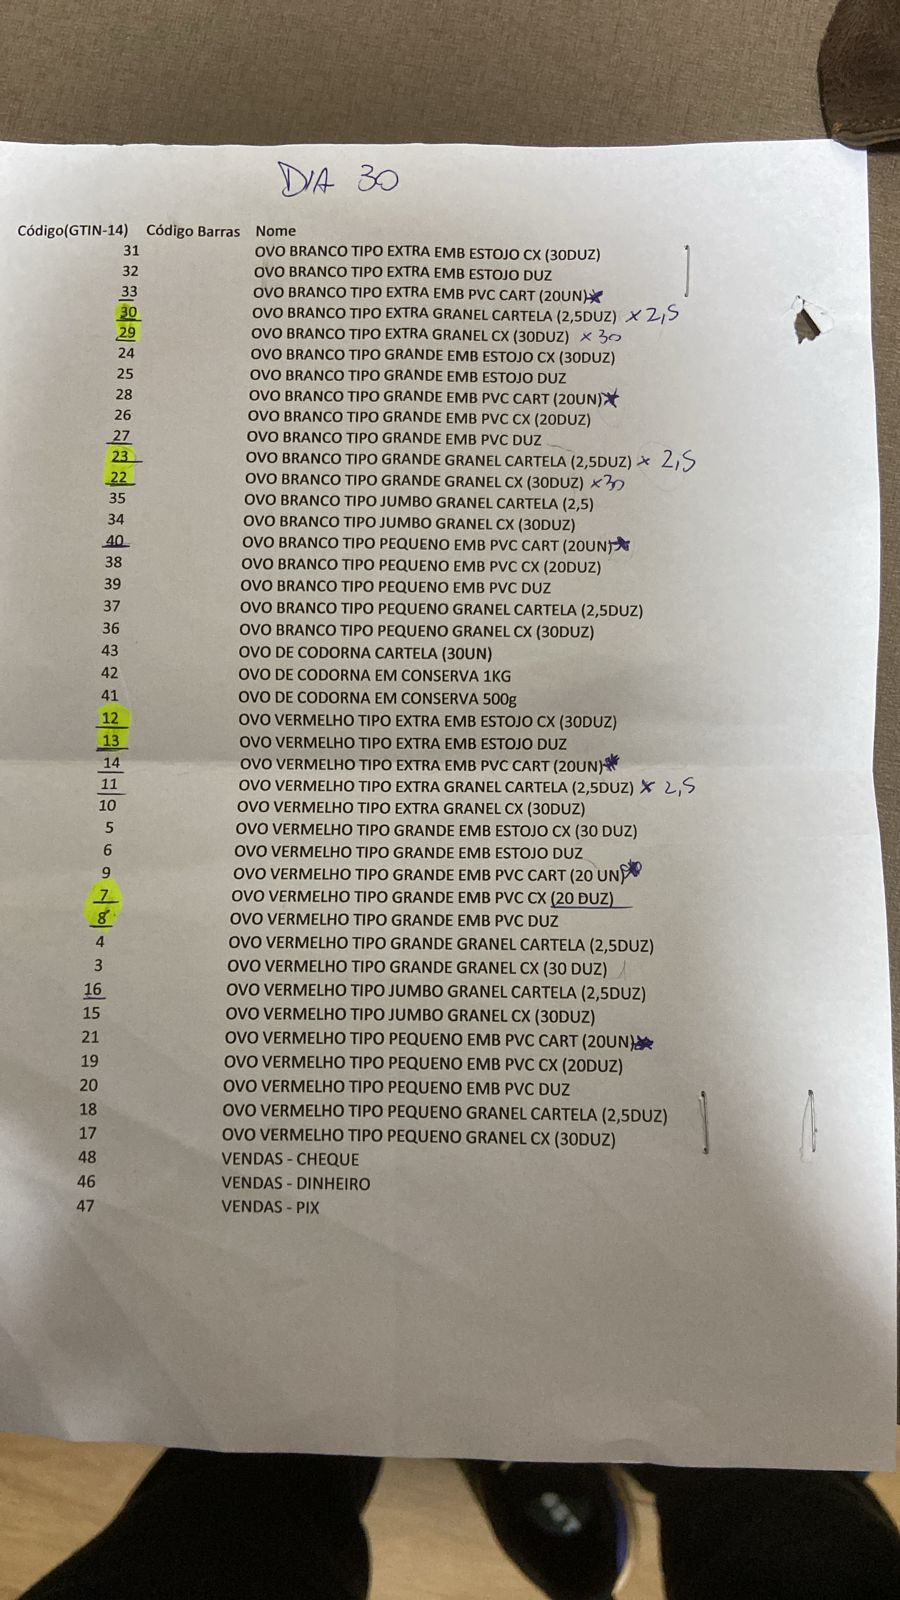 DIA 30
Código(GTIN-14) Código Barras Nome
31 OVO BRANCO TIPO EXTRA EMB ESTOJO CX (30DUZ)
32 OVO BRANCO TIPO EXTRA EMB ESTOJO DUZ
33 OVO BRANCO TIPO EXTRA EMB PVC CART (20UN)
30 OVO BRANCO TIPO EXTRA GRANEL CARTELA (2,5DUZ) x 2,5
29 OVO BRANCO TIPO EXTRA GRANEL CX (30DUZ) x 30
24 OVO BRANCO TIPO GRANDE EMB ESTOJO CX (30DUZ)
25 OVO BRANCO TIPO GRANDE EMB ESTOJO DUZ
28 OVO BRANCO TIPO GRANDE EMB PVC CART (20UN)
26 OVO BRANCO TIPO GRANDE EMB PVC CX (20DUZ)
27 OVO BRANCO TIPO GRANDE EMB PVC DUZ
23 OVO BRANCO TIPO GRANDE GRANEL CARTELA (2,5DUZ) x 2,5
22 OVO BRANCO TIPO GRANDE GRANEL CX (30DUZ) x30
35 OVO BRANCO TIPO JUMBO GRANEL CARTELA (2,5)
34 OVO BRANCO TIPO JUMBO GRANEL CX (30DUZ)
40 OVO BRANCO TIPO PEQUENO EMB PVC CART (20UN)
38 OVO BRANCO TIPO PEQUENO EMB PVC CX (20DUZ)
39 OVO BRANCO TIPO PEQUENO EMB PVC DUZ
37 OVO BRANCO TIPO PEQUENO GRANEL CARTELA (2,5DUZ)
36 OVO BRANCO TIPO PEQUENO GRANEL CX (30DUZ)
43 OVO DE CODORNA CARTELA (30UN)
42 OVO DE CODORNA EM CONSERVA 1KG
41 OVO DE CODORNA EM CONSERVA 500g
12 OVO VERMELHO TIPO EXTRA EMB ESTOJO CX (30DUZ)
13 OVO VERMELHO TIPO EXTRA EMB ESTOJO DUZ
14 OVO VERMELHO TIPO EXTRA EMB PVC CART (20UN)
11 OVO VERMELHO TIPO EXTRA GRANEL CARTELA (2,5DUZ) x 2,5
10 OVO VERMELHO TIPO EXTRA GRANEL CX (30DUZ)
5 OVO VERMELHO TIPO GRANDE EMB ESTOJO CX (30 DUZ)
6 OVO VERMELHO TIPO GRANDE EMB ESTOJO DUZ
9 OVO VERMELHO TIPO GRANDE EMB PVC CART (20 UN)
7 OVO VERMELHO TIPO GRANDE EMB PVC CX (20 DUZ)
8 OVO VERMELHO TIPO GRANDE EMB PVC DUZ
4 OVO VERMELHO TIPO GRANDE GRANEL CARTELA (2,5DUZ)
3 OVO VERMELHO TIPO GRANDE GRANEL CX (30 DUZ)
16 OVO VERMELHO TIPO JUMBO GRANEL CARTELA (2,5DUZ)
15 OVO VERMELHO TIPO JUMBO GRANEL CX (30DUZ)
21 OVO VERMELHO TIPO PEQUENO EMB PVC CART (20UN)
19 OVO VERMELHO TIPO PEQUENO EMB PVC CX (20DUZ)
20 OVO VERMELHO TIPO PEQUENO EMB PVC DUZ
18 OVO VERMELHO TIPO PEQUENO GRANEL CARTELA (2,5DUZ)
17 OVO VERMELHO TIPO PEQUENO GRANEL CX (30DUZ)
48 VENDAS - CHEQUE
46 VENDAS - DINHEIRO
47 VENDAS - PIX